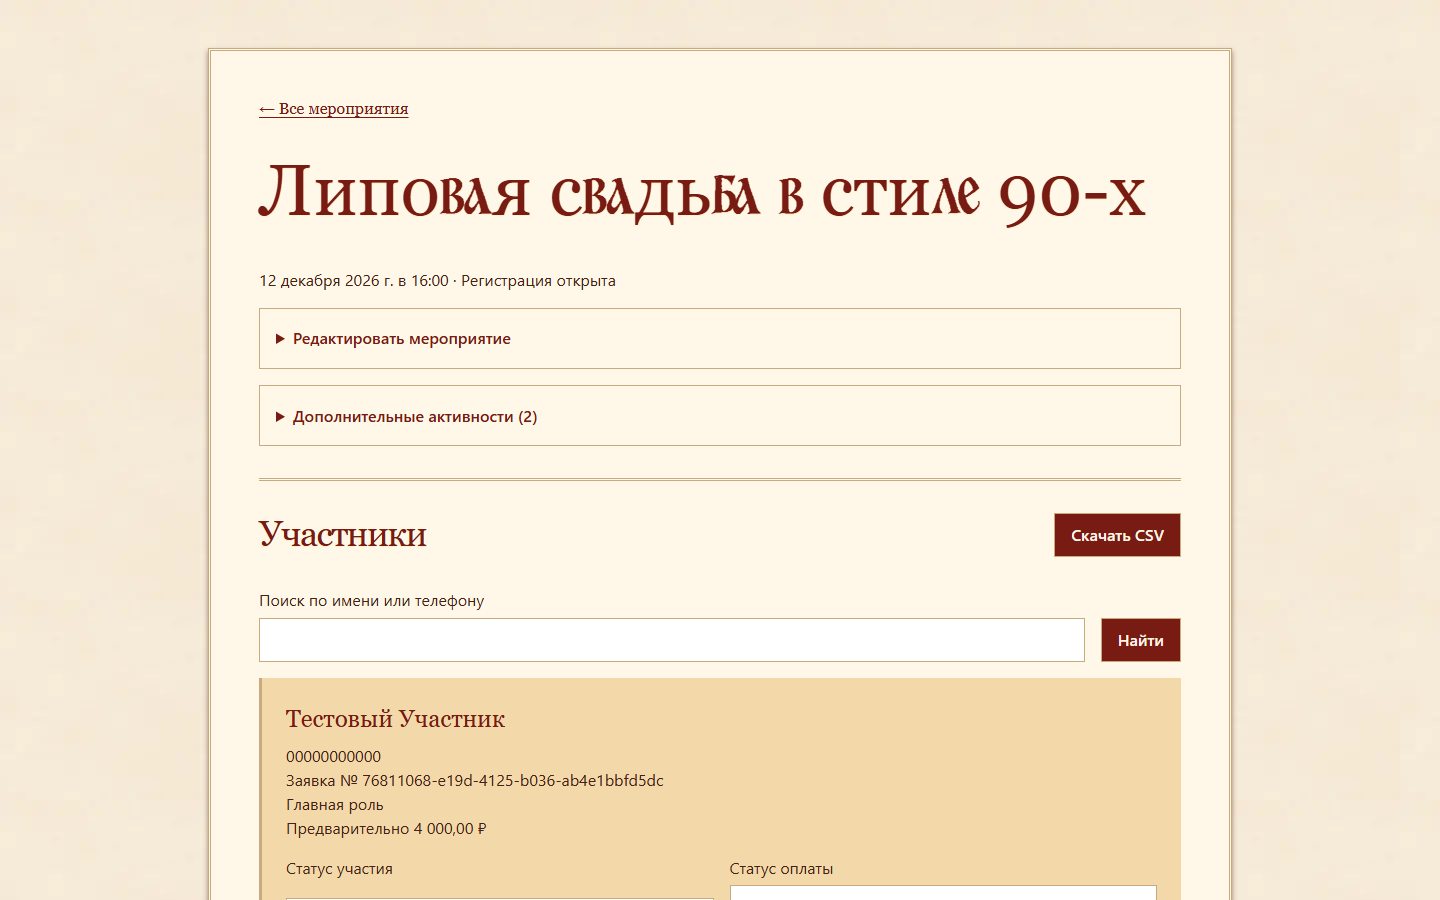 ← Все мероприятия
Липовая свадьба в стиле 90-х
12 декабря 2026 г. в 16:00 · Регистрация открыта
▶ Редактировать мероприятие
▶ Дополнительные активности (2)
Участники
Скачать CSV
Поиск по имени или телефону
Найти
Тестовый Участник
00000000000
Заявка № 76811068-e19d-4125-b036-ab4e1bbfd5dc
Главная роль
Предварительно 4 000,00 ₽
Статус участия
Статус оплаты